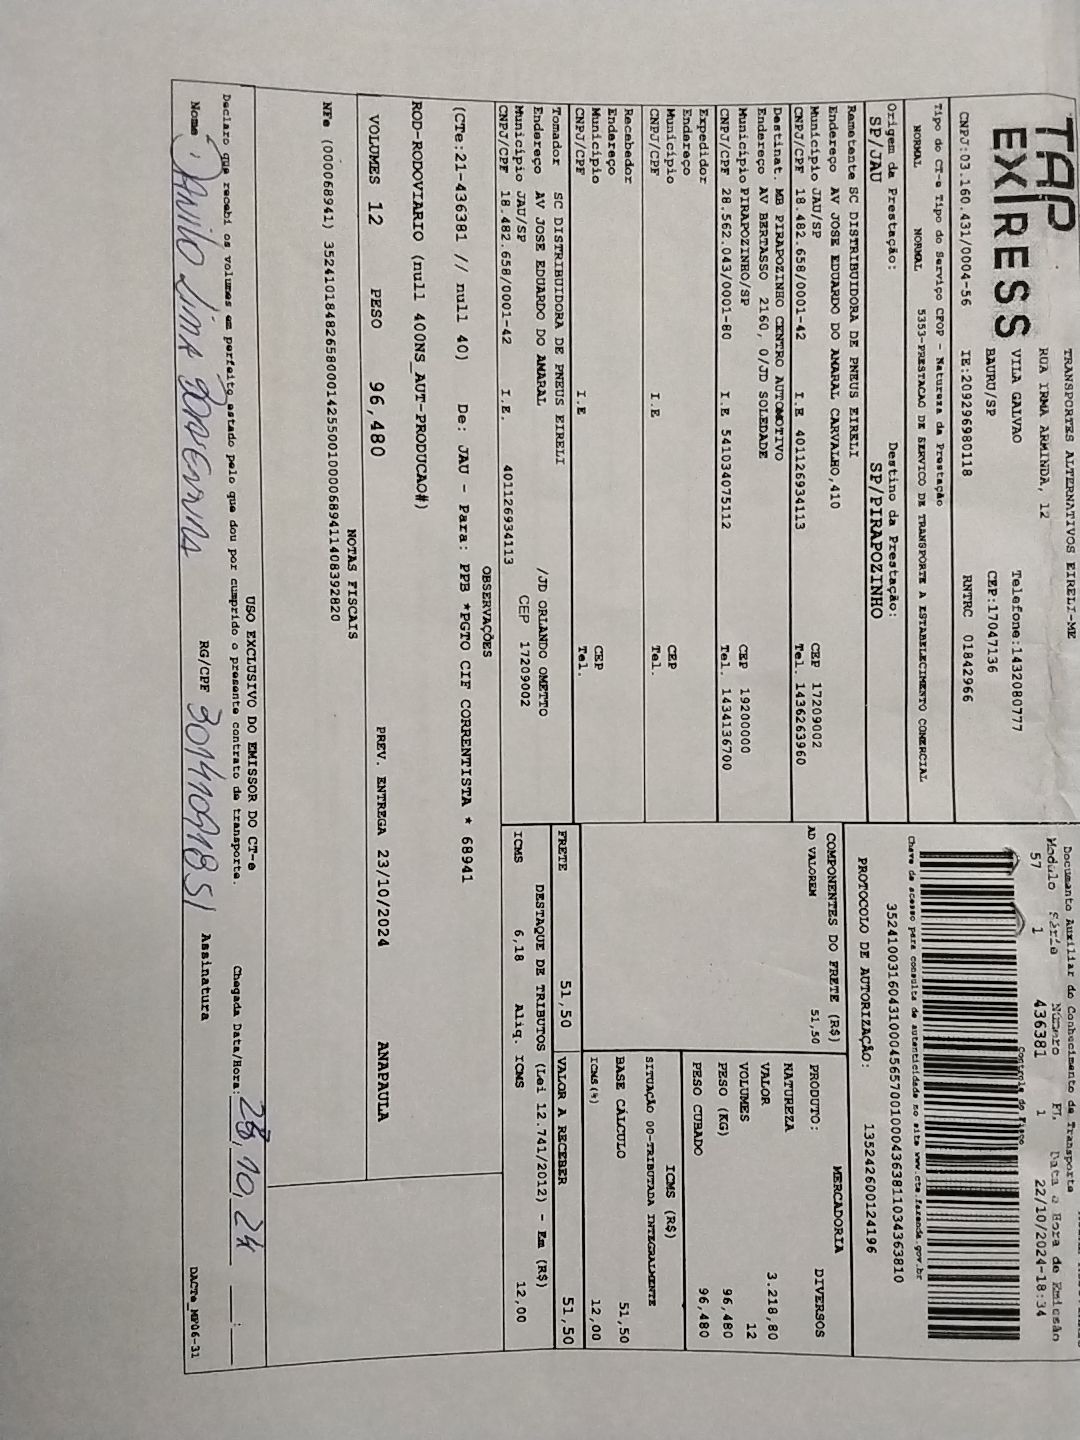 TAP
EXPRESS
TRANSPORTES ALTERNATIVOS EIRELI-ME
RUA IRMA ARMINDA, 12
VILA GALVAO Telefone:1432080777
BAURU/SP CEP:17047136
CNPJ:03.160.431/0004-56 IE:209296980118 RNTRC 01842966
Tipo do CT-e Tipo do Serviço CFOP - Natureza da Prestação
NORMAL NORMAL 5353-PRESTACAO DE SERVICO DE TRANSPORTE A ESTABELECIMENTO COMERCIAL
Origem da Prestação: Destino da Prestação:
SP/JAU SP/PIRAPOZINHO
Remetente SC DISTRIBUIDORA DE PNEUS EIRELI
Endereço AV JOSE EDUARDO DO AMARAL CARVALHO,410
Município JAU/SP CEP 17209002
CNPJ/CPF 18.482.658/0001-42 I.E 401126934113 Tel. 1436263960
Destinat. MB PIRAPOZINHO CENTRO AUTOMOTIVO
Endereço AV BERTASSO 2160, 0/JD SOLEDADE
Município PIRAPOZINHO/SP CEP 19200000
CNPJ/CPF 28.562.043/0001-80 I.E 541034075112 Tel. 1434136700
Expedidor
Endereço
Município CEP
CNPJ/CPF I.E Tel.
Recebedor
Endereço
Município CEP
CNPJ/CPF I.E Tel.
Tomador SC DISTRIBUIDORA DE PNEUS EIRELI
Endereço AV JOSE EDUARDO DO AMARAL /JD ORLANDO OMETTO
Município JAU/SP CEP 17209002
CNPJ/CPF 18.482.658/0001-42 I.E. 401126934113
Documento Auxiliar do Conhecimento de Transporte
Modulo Série Número FL Data e Hora de Emissão
57 1 436381 1 22/10/2024-18:34
Controle do Fisco
Chave de acesso para consulta de autenticidade no site www.cte.fazenda.gov.br
35241003160431000456570010004363811034363810
PROTOCOLO DE AUTORIZAÇÃO: 135242600124196
COMPONENTES DO FRETE (R$)
AD VALOREM 51,50
MERCADORIA
PRODUTO: DIVERSOS
NATUREZA
VALOR 3.218,80
VOLUMES 12
PESO (KG) 96,480
PESO CUBADO 96,480
ICMS (R$)
SITUAÇÃO 00-TRIBUTADA INTEGRALMENTE
BASE CÁLCULO 51,50
ICMS(%) 12,00
FRETE 51,50 VALOR A RECEBER 51,50
DESTAQUE DE TRIBUTOS (Lei 12.741/2012) - Em (R$)
ICMS 6,18 Aliq. ICMS 12,00
OBSERVAÇÕES
(CTe:21-436381 // null 40) De: JAU - Para: PPB *PGTO CIF CORRENTISTA * 68941
ROD-RODOVIARIO (null 400NS_AUT-PRODUCAO#)
VOLUMES 12 PESO 96,480 PREV. ENTREGA 23/10/2024 ANAPAULA
NOTAS FISCAIS
NFe (000068941) 35241018482658000142550010000689411408392820
USO EXCLUSIVO DO EMISSOR DO CT-e
Declaro que recebi os volumes em perfeito estado pelo que dou por cumprido o presente contrato de transporte. Chegada Data/Hora: 28,10,24 __:__
Nome Danilo Lima RG/CPF Assinatura
DACTe_MP06-31